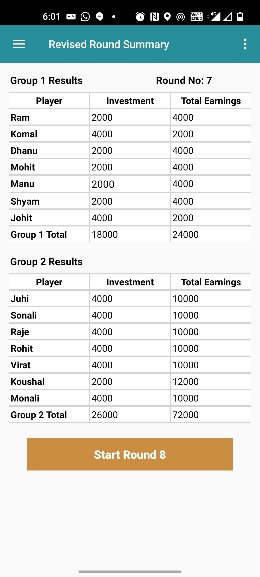 6:01
Revised Round Summary
Group 1 Results Round No: 7
Player Investment Total Earnings
Ram 2000 4000
Komal 4000 2000
Dhanu 2000 4000
Mohit 2000 4000
Manu 2000 4000
Shyam 2000 4000
Johit 4000 2000
Group 1 Total 18000 24000
Group 2 Results
Player Investment Total Earnings
Juhi 4000 10000
Sonali 4000 10000
Raje 4000 10000
Rohit 4000 10000
Virat 4000 10000
Koushal 2000 12000
Monali 4000 10000
Group 2 Total 26000 72000
Start Round 8